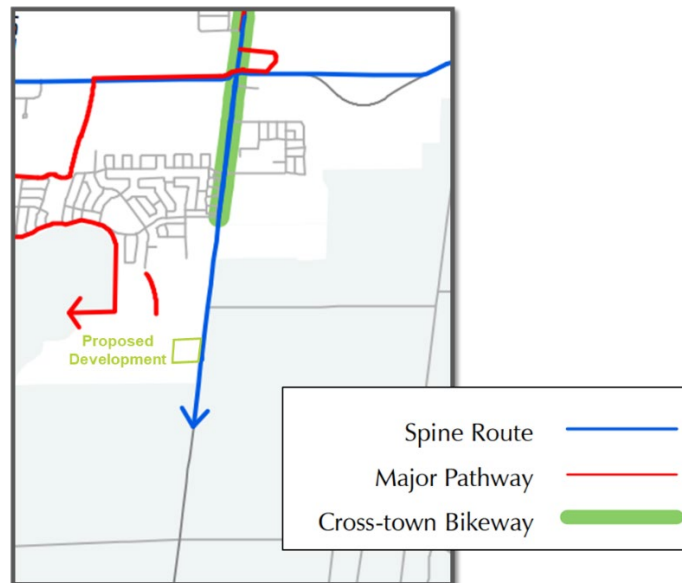 Proposed
Development
Spine Route
Major Pathway
Cross-town Bikeway